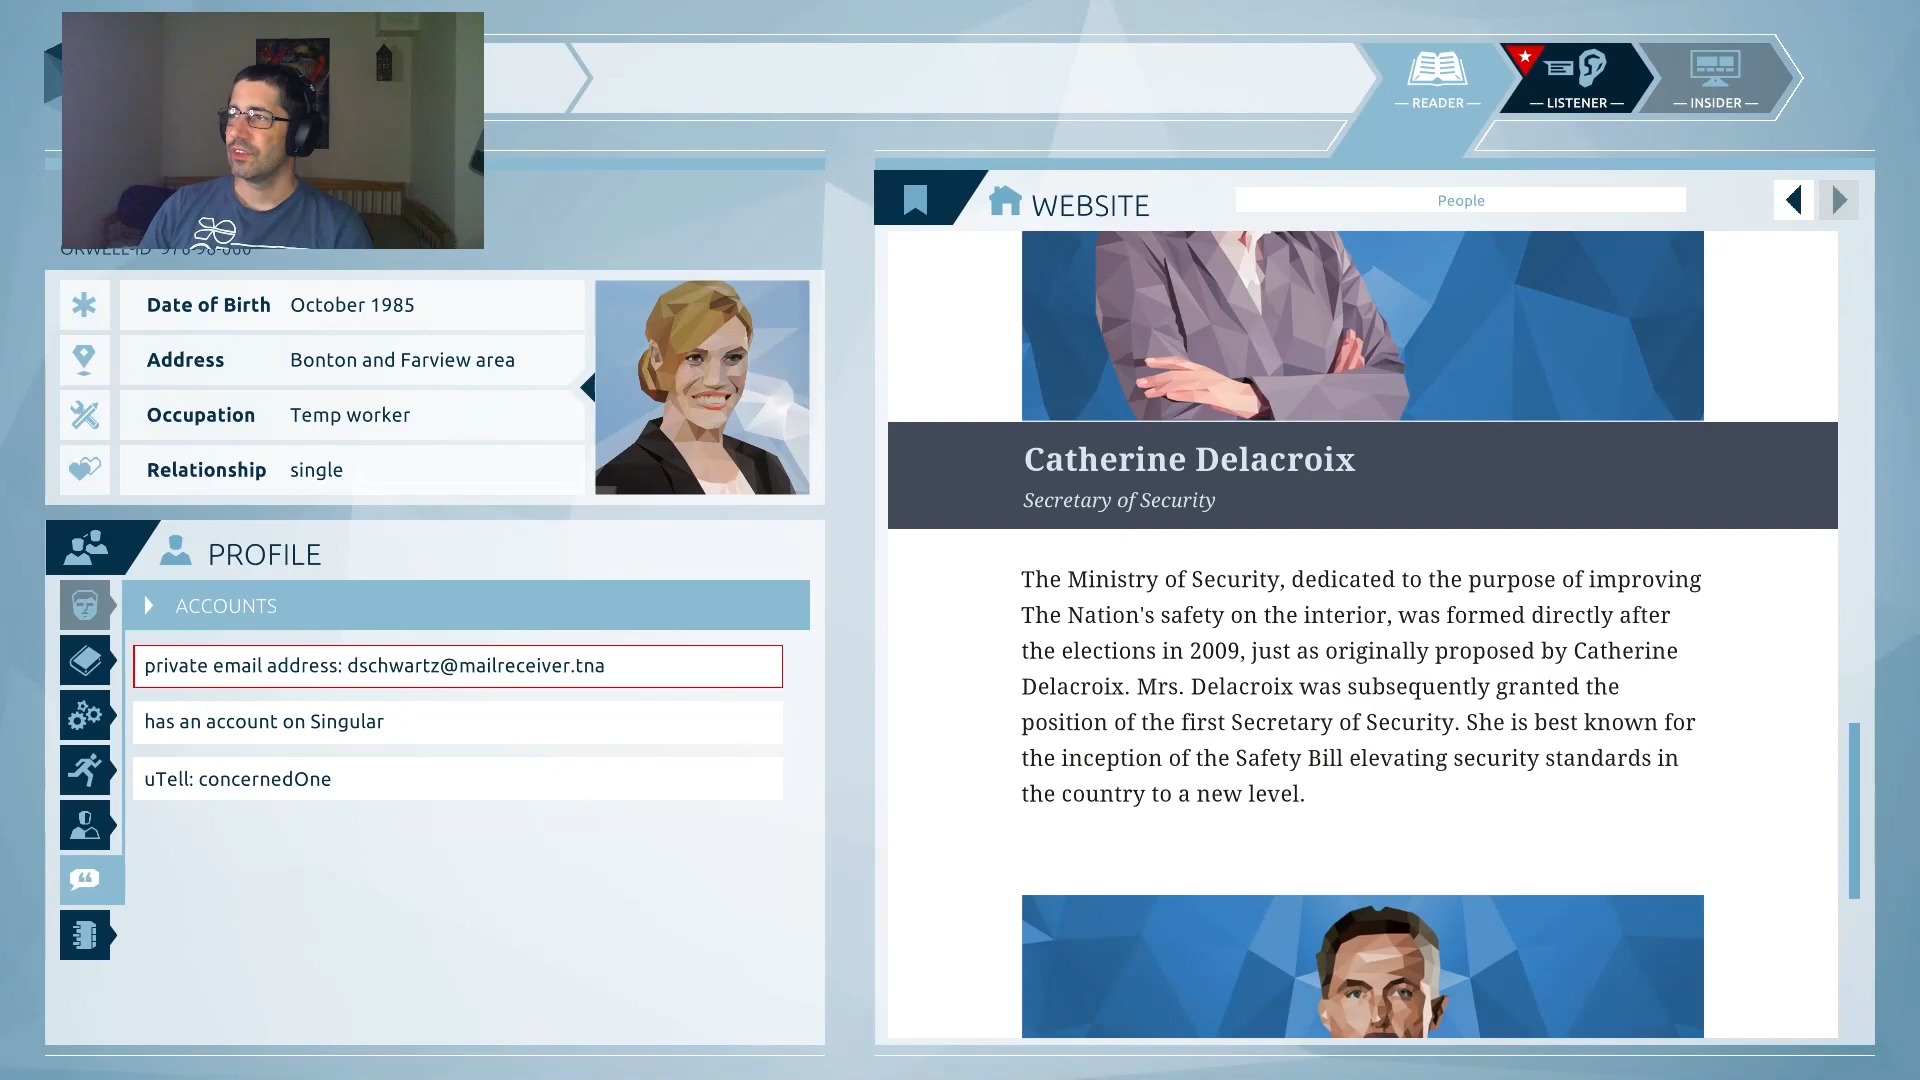 READER
LISTENER
INSIDER
WEBSITE
People
Date of Birth October 1985
Address Bonton and Farview area
Occupation Temp worker
Relationship single
PROFILE
ACCOUNTS
private email address: dschwartz@mailreceiver.tna
has an account on Singular
uTell: concernedOne
Catherine Delacroix
Secretary of Security
The Ministry of Security, dedicated to the purpose of improving
The Nation's safety on the interior, was formed directly after
the elections in 2009, just as originally proposed by Catherine
Delacroix. Mrs. Delacroix was subsequently granted the
position of the first Secretary of Security. She is best known for
the inception of the Safety Bill elevating security standards in
the country to a new level.